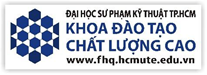 ĐẠI HỌC SƯ PHẠM KỸ THUẬT TP.HCM
KHOA ĐÀO TẠO
CHẤT LƯỢNG CAO
www.fhq.hcmute.edu.vn